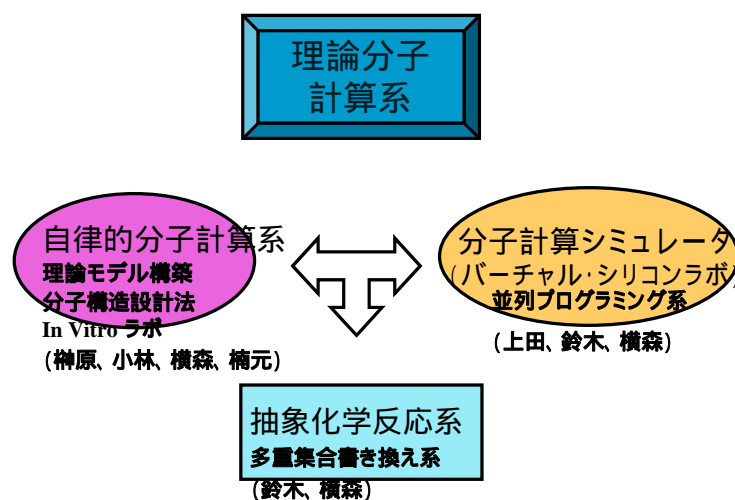 理論分子
計算系
自律的分子計算系
理論モデル構築
分子構造設計法
In Vitro ラボ
(榊原、小林、横森、楠元)
分子計算シミュレータ
(バーチャル・シリコンラボ)
並列プログラミング系
(上田、鈴木、横森)
抽象化学反応系
多重集合書き換え系
(鈴木、横森)